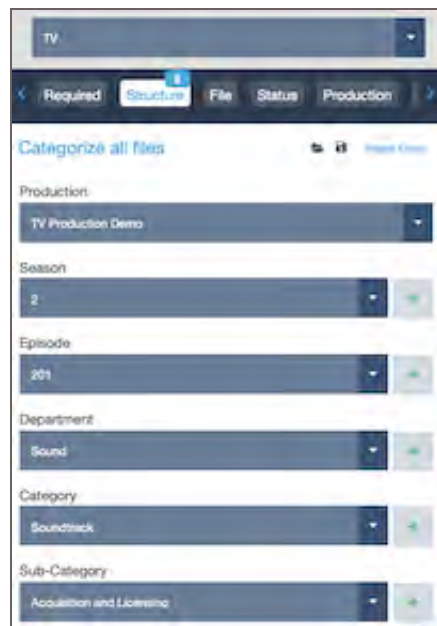 TV
Required Structure File Status Production
Categorize all files
Production
TV Production Demo
Season
2
Episode
201
Department
Sound
Category
Soundtrack
Sub-Category
Acquisition and Licensing